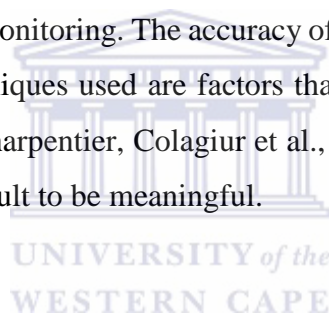 onitoring. The accuracy of
iques used are factors tha
arpentier, Colagiur et al.,
ult to be meaningful.
UNIVERSITY of the
WESTERN CAPE